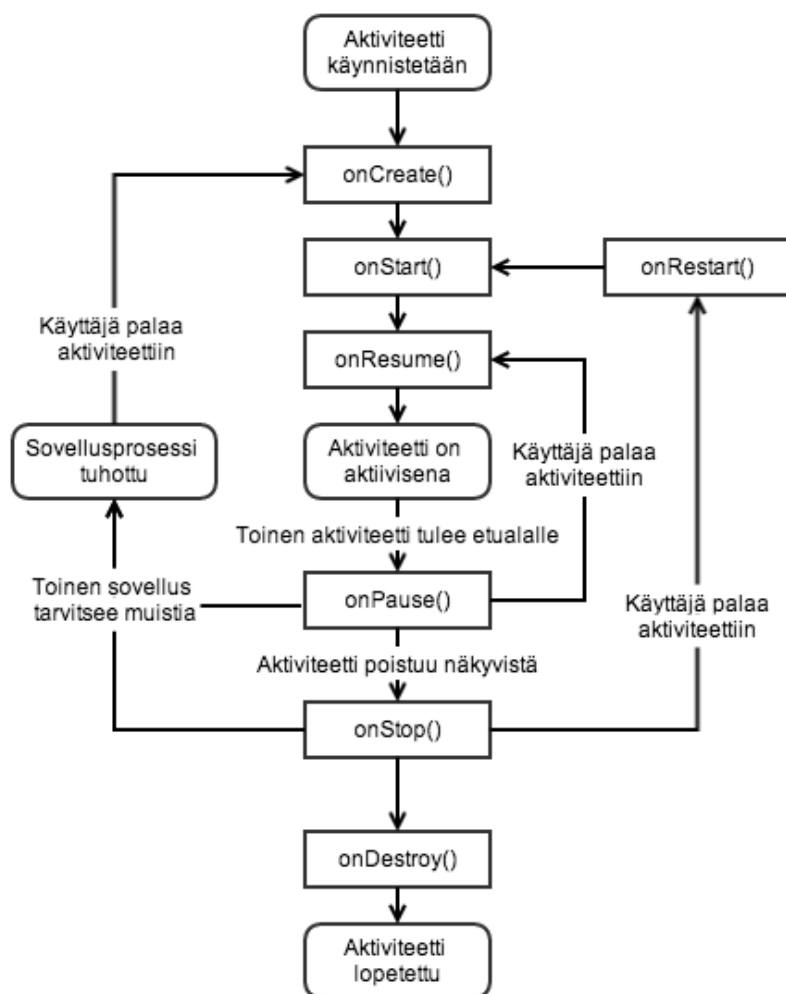 Aktiviteetti
käynnistetään
onCreate()
onStart()
onRestart()
Käyttäjä palaa
aktiviteettiin
onResume()
Sovellusprosessi
tuhottu
Aktiviteetti on
aktiivisena
Käyttäjä palaa
aktiviteettiin
Toinen aktiviteetti tulee etualalle
Toinen sovellus
tarvitsee muistia
onPause()
Käyttäjä palaa
aktiviteettiin
Aktiviteetti poistuu näkyvistä
onStop()
onDestroy()
Aktiviteetti
lopetettu